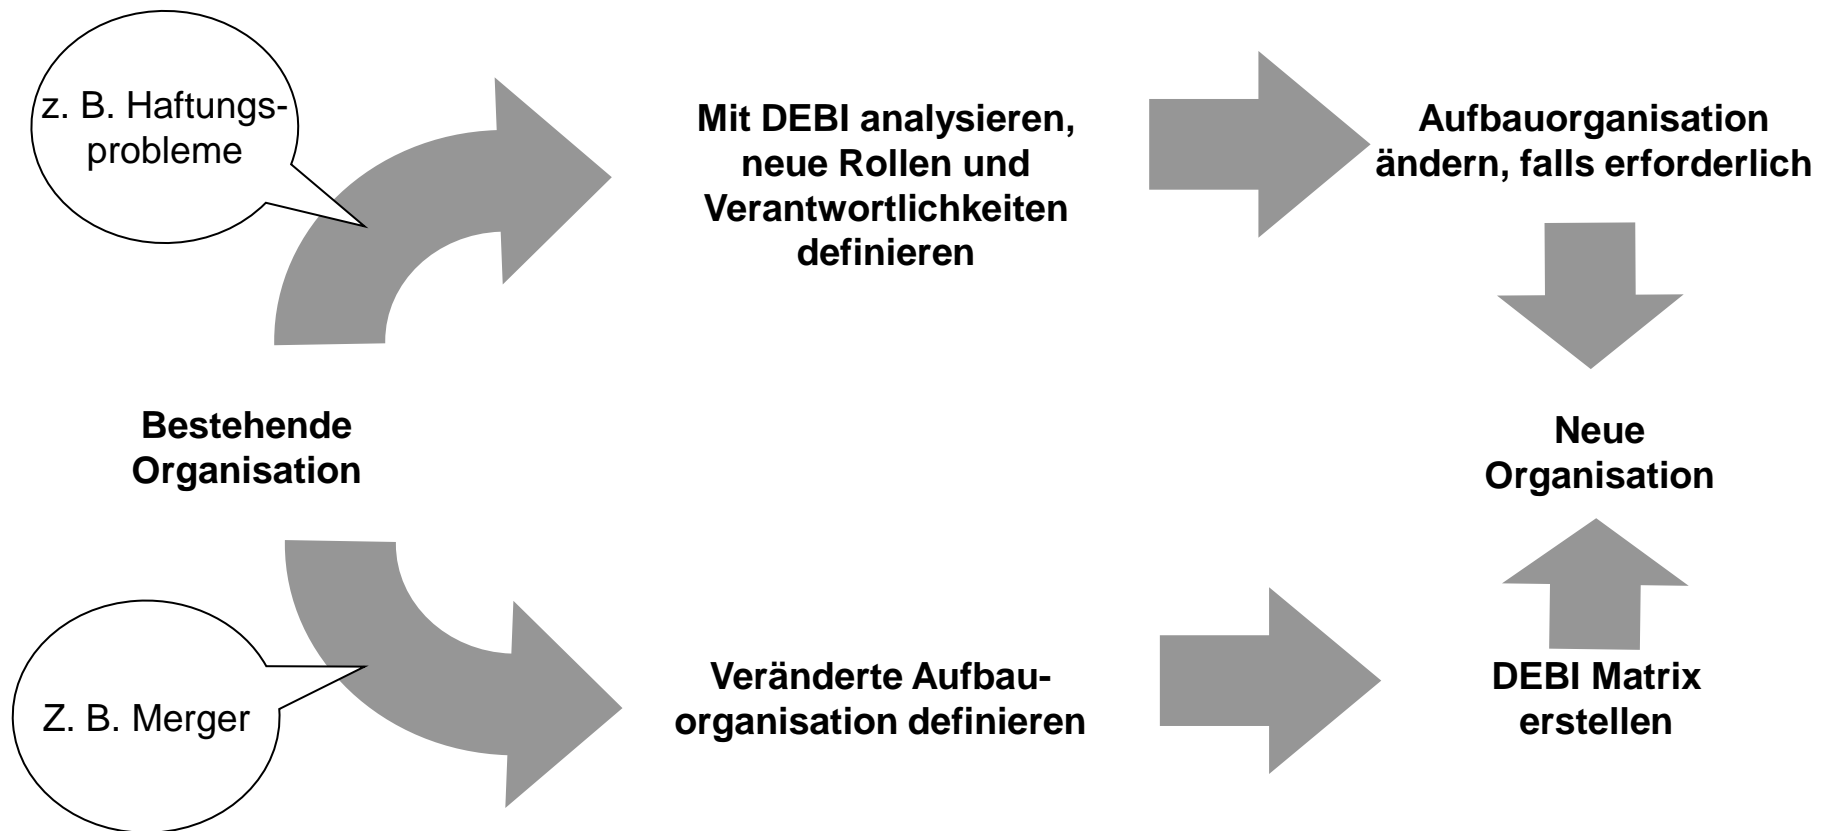 z. B. Haftungs-
probleme
Mit DEBI analysieren,
neue Rollen und
Verantwortlichkeiten
definieren
Aufbauorganisation
ändern, falls erforderlich
Bestehende
Organisation
Neue
Organisation
Z. B. Merger
Veränderte Aufbau-
organisation definieren
DEBI Matrix
erstellen